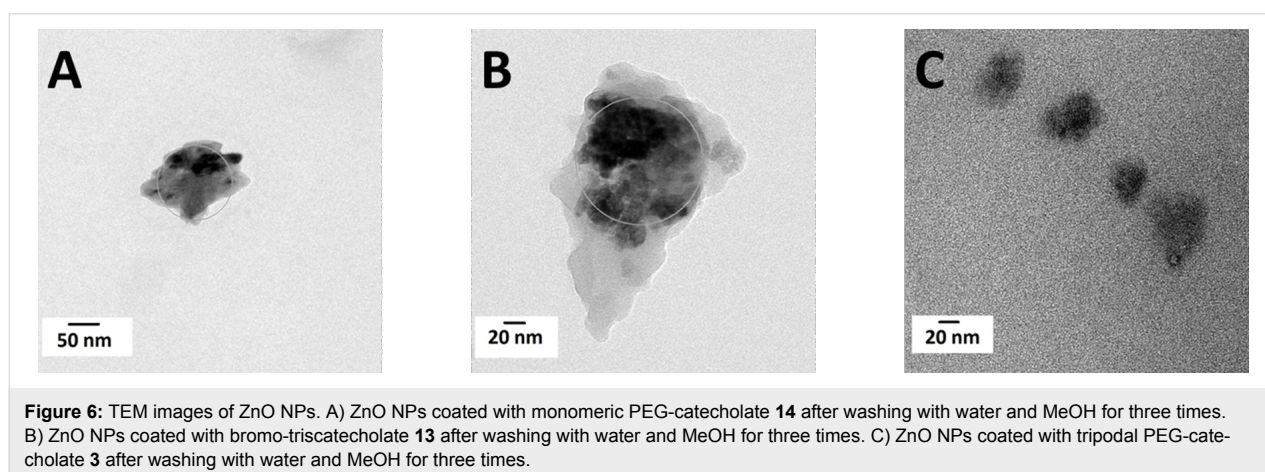 A
B
C
50 nm
20 nm
20 nm
Figure 6: TEM images of ZnO NPs. A) ZnO NPs coated with monomeric PEG-catecholate 14 after washing with water and MeOH for three times.
B) ZnO NPs coated with bromo-triscatecholate 13 after washing with water and MeOH for three times. C) ZnO NPs coated with tripodal PEG-cate-
cholate 3 after washing with water and MeOH for three times.